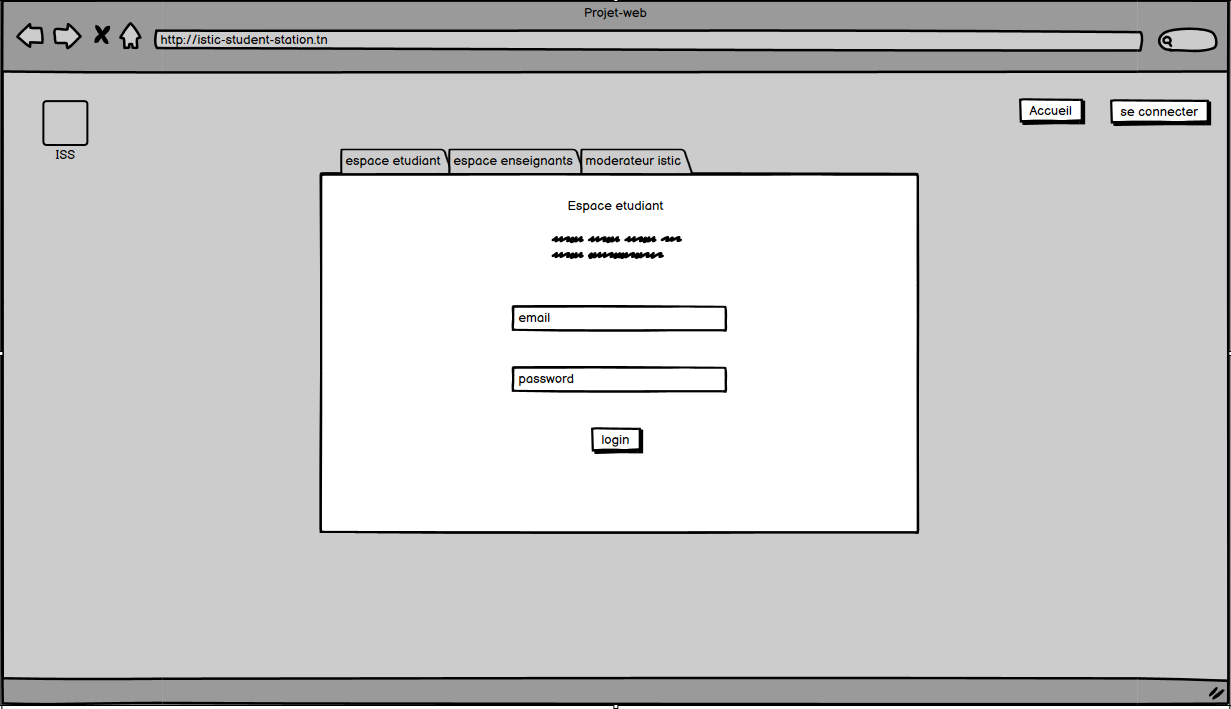 Projet-web
http://istic-student-station.tn
Accueil
se connecter
ISS
espace etudiant
espace enseignants
moderateur istic
Espace etudiant
email
password
login